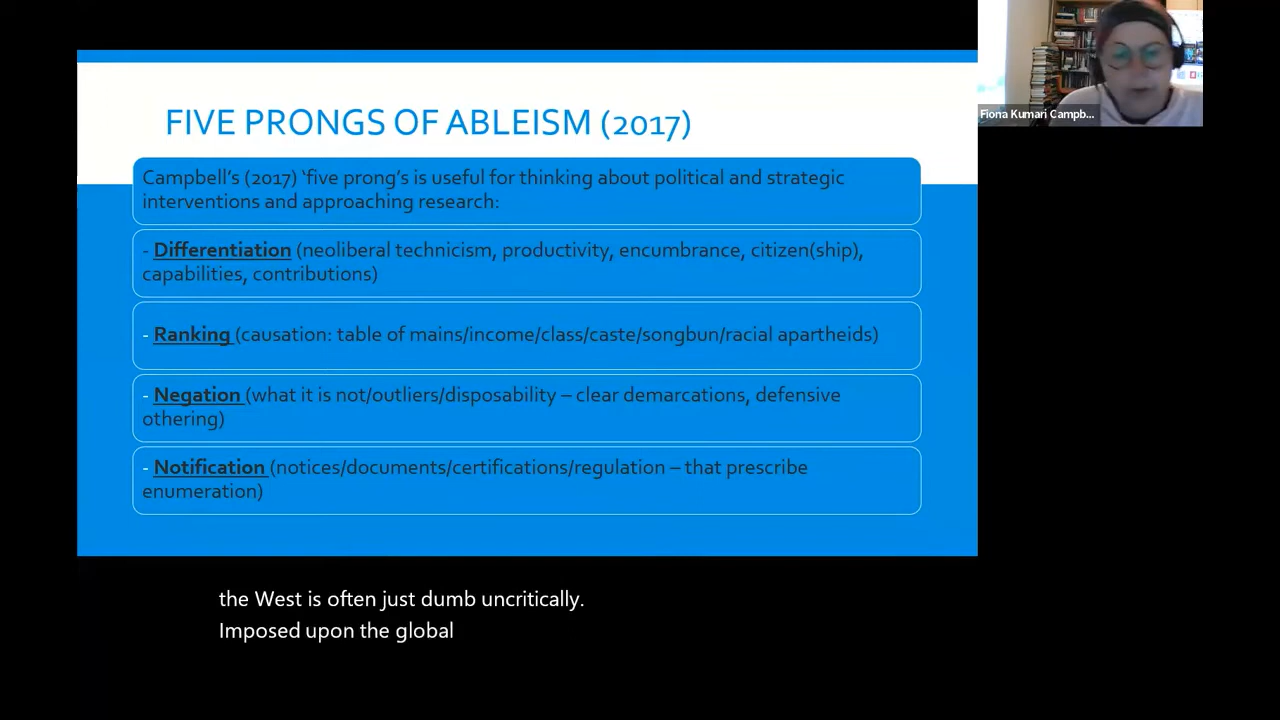 FIVE PRONGS OF ABLEISM (2017)
Campbell's (2017) 'five prong's is useful for thinking about political and strategic
interventions and approaching research:
- Differentiation (neoliberal technicism, productivity, encumbrance, citizen(ship),
capabilities, contributions)
- Ranking (causation: table of mains/income/class/caste/songbun/racial apartheids)
- Negation (what it is not/outliers/disposability – clear demarcations, defensive
othering)
- Notification (notices/documents/certifications/regulation – that prescribe
enumeration)
Fiona Kumari Campb...
the West is often just dumb uncritically.
Imposed upon the global